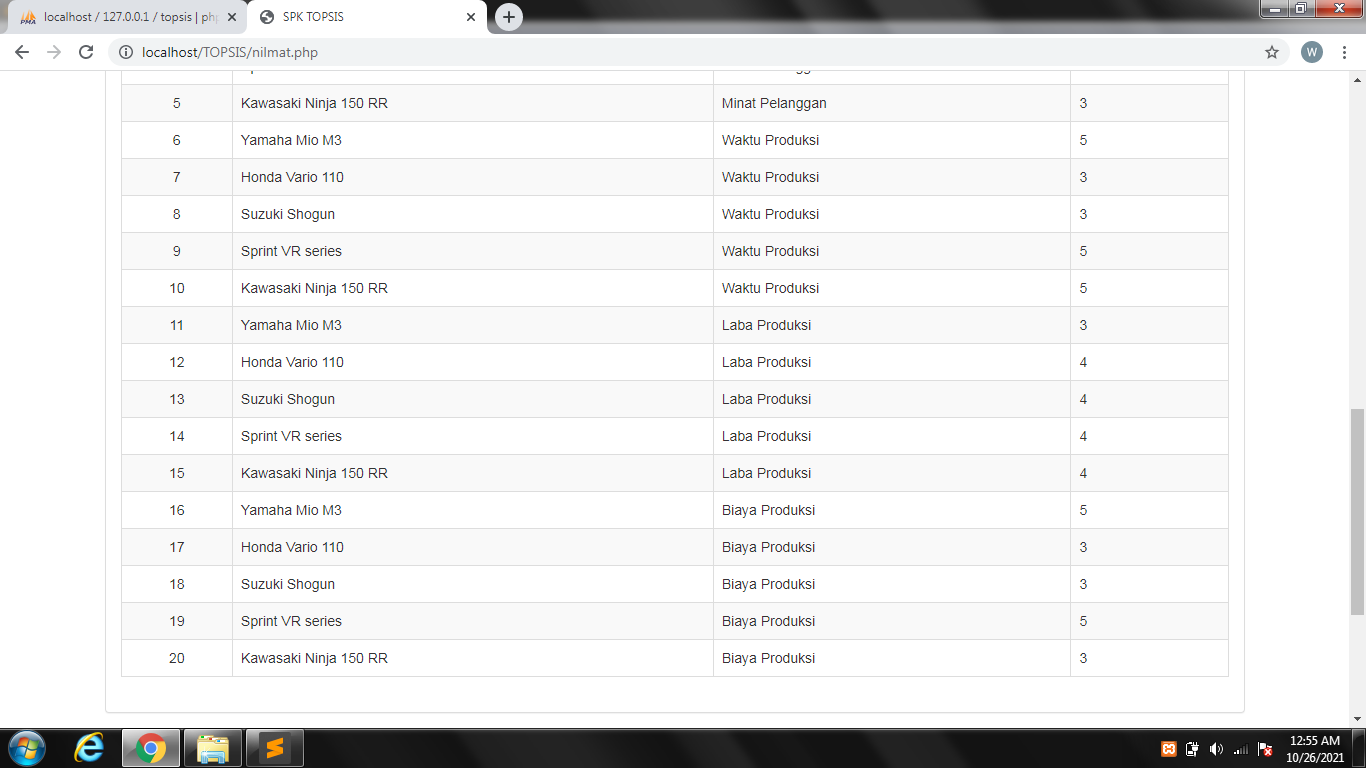 localhost / 127.0.0.1 / topsis | php
SPK TOPSIS
localhost/TOPSIS/nilmat.php
W
5 Kawasaki Ninja 150 RR Minat Pelanggan 3
6 Yamaha Mio M3 Waktu Produksi 5
7 Honda Vario 110 Waktu Produksi 3
8 Suzuki Shogun Waktu Produksi 3
9 Sprint VR series Waktu Produksi 5
10 Kawasaki Ninja 150 RR Waktu Produksi 5
11 Yamaha Mio M3 Laba Produksi 3
12 Honda Vario 110 Laba Produksi 4
13 Suzuki Shogun Laba Produksi 4
14 Sprint VR series Laba Produksi 4
15 Kawasaki Ninja 150 RR Laba Produksi 4
16 Yamaha Mio M3 Biaya Produksi 5
17 Honda Vario 110 Biaya Produksi 3
18 Suzuki Shogun Biaya Produksi 3
19 Sprint VR series Biaya Produksi 5
20 Kawasaki Ninja 150 RR Biaya Produksi 3
12:55 AM
10/26/2021